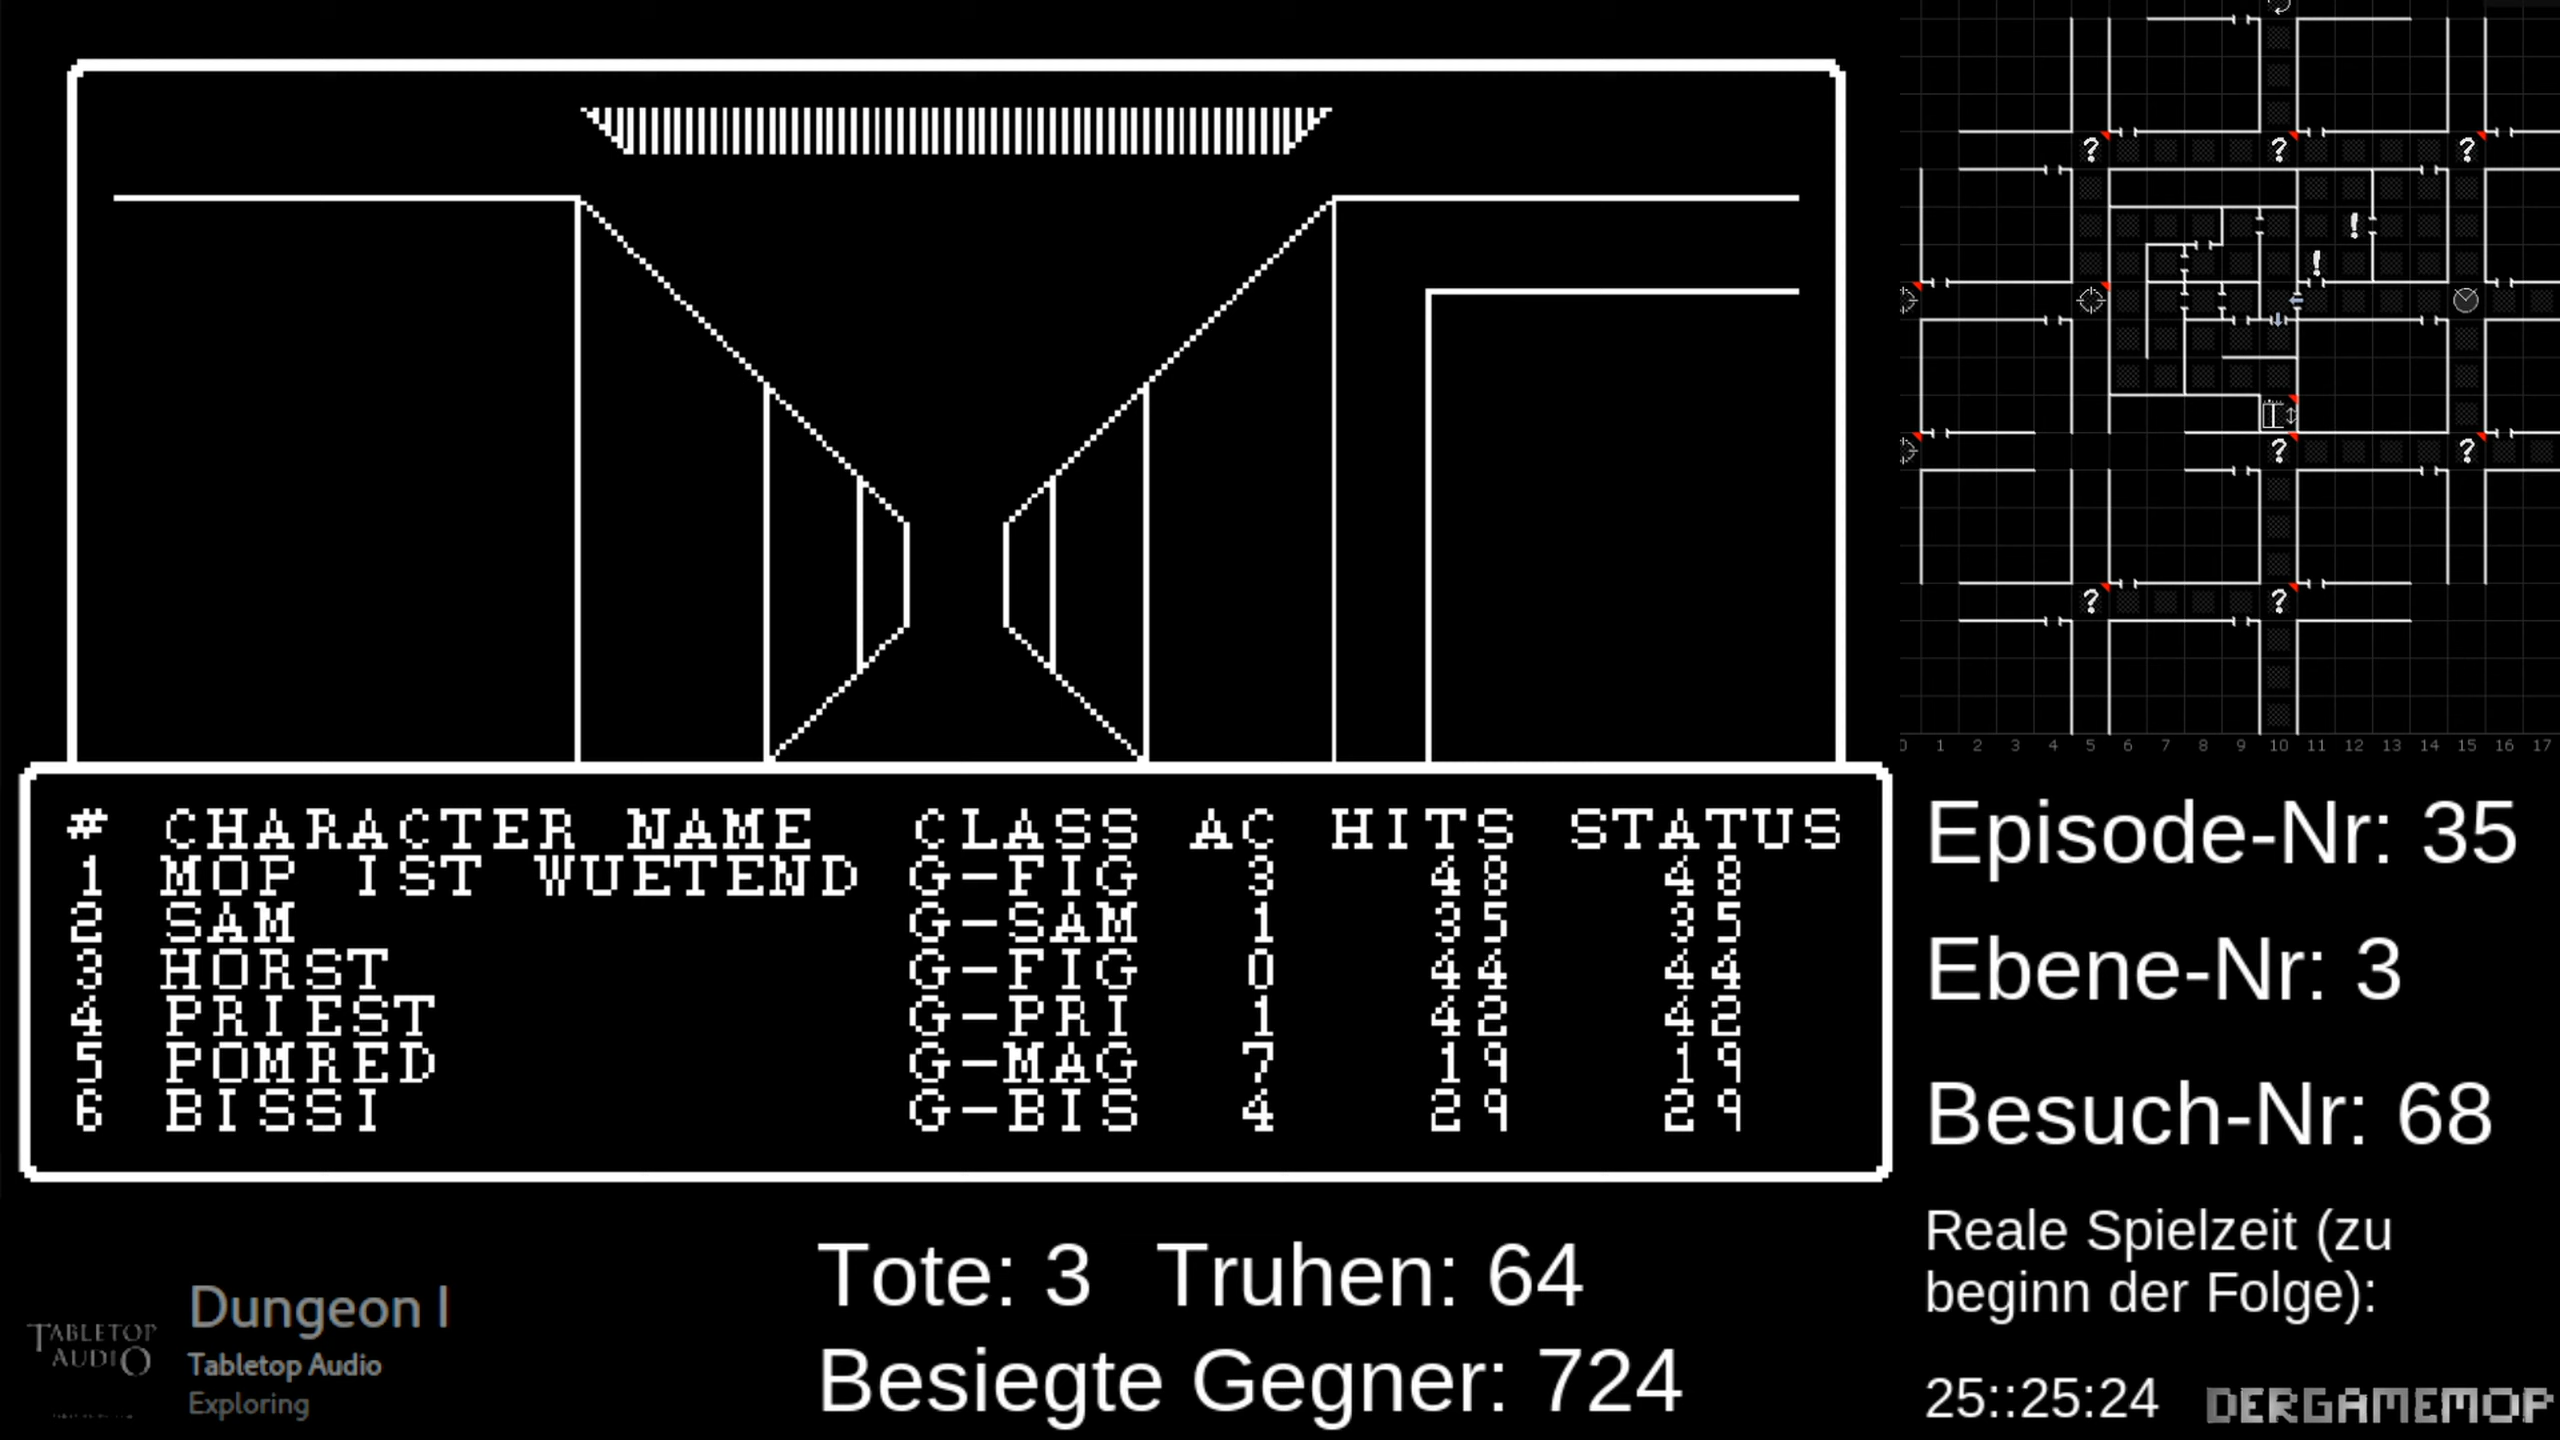 ? ? ?
! 
!
? ?
? ?
0 1 2 3 4 5 6 7 8 9 10 11 12 13 14 15 16 17
# CHARACTER NAME CLASS AC HITS STATUS
1 MOP IST WUETEND G-FIG 3 48 48
2 SAM G-SAM 1 35 35
3 HORST G-FIG 0 44 44
4 PRIEST G-PRI 1 42 42
5 POMRED G-MAG 7 19 19
6 BISSI G-BIS 4 29 29
Episode-Nr: 35
Ebene-Nr: 3
Besuch-Nr: 68
Reale Spielzeit (zu
beginn der Folge):
25::25:24
DERGAMEMOP
Tote: 3 Truhen: 64
Besiegte Gegner: 724
TABLETOP
AUDIO
Dungeon I
Tabletop Audio
Exploring